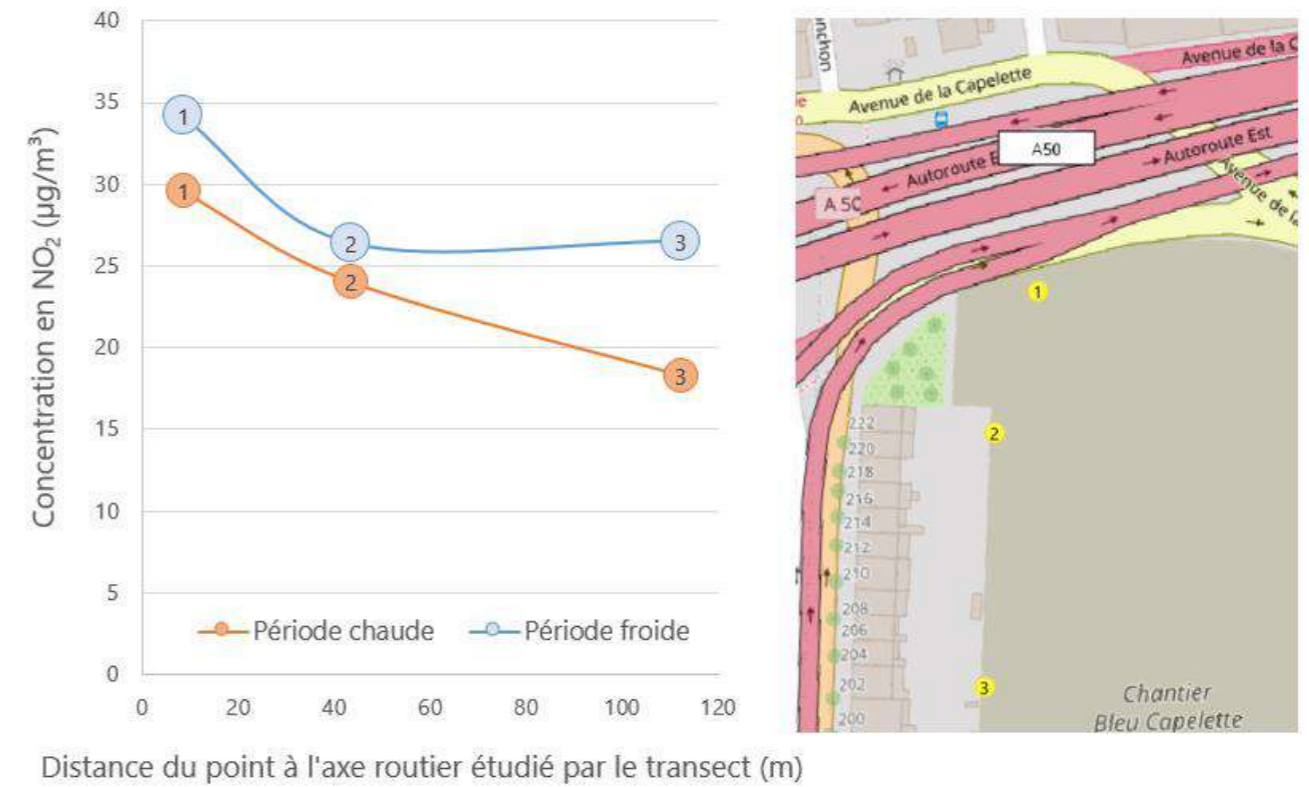 40
35
30
25
20
15
10
5
0
Concentration en NO₂ (µg/m³)
1
1
2
2
3
3
Période chaude
Période froide
0
20
40
60
80
100
120
Distance du point à l'axe routier étudié par le transect (m)
Avenue de la Capelette
Avenue de la C
A50
Autoroute E
Autoroute Est
A 50
Avenue de la
1
222
2
220
218
216
214
212
210
208
206
204
202
3
200
Chantier
Bleu Capelette